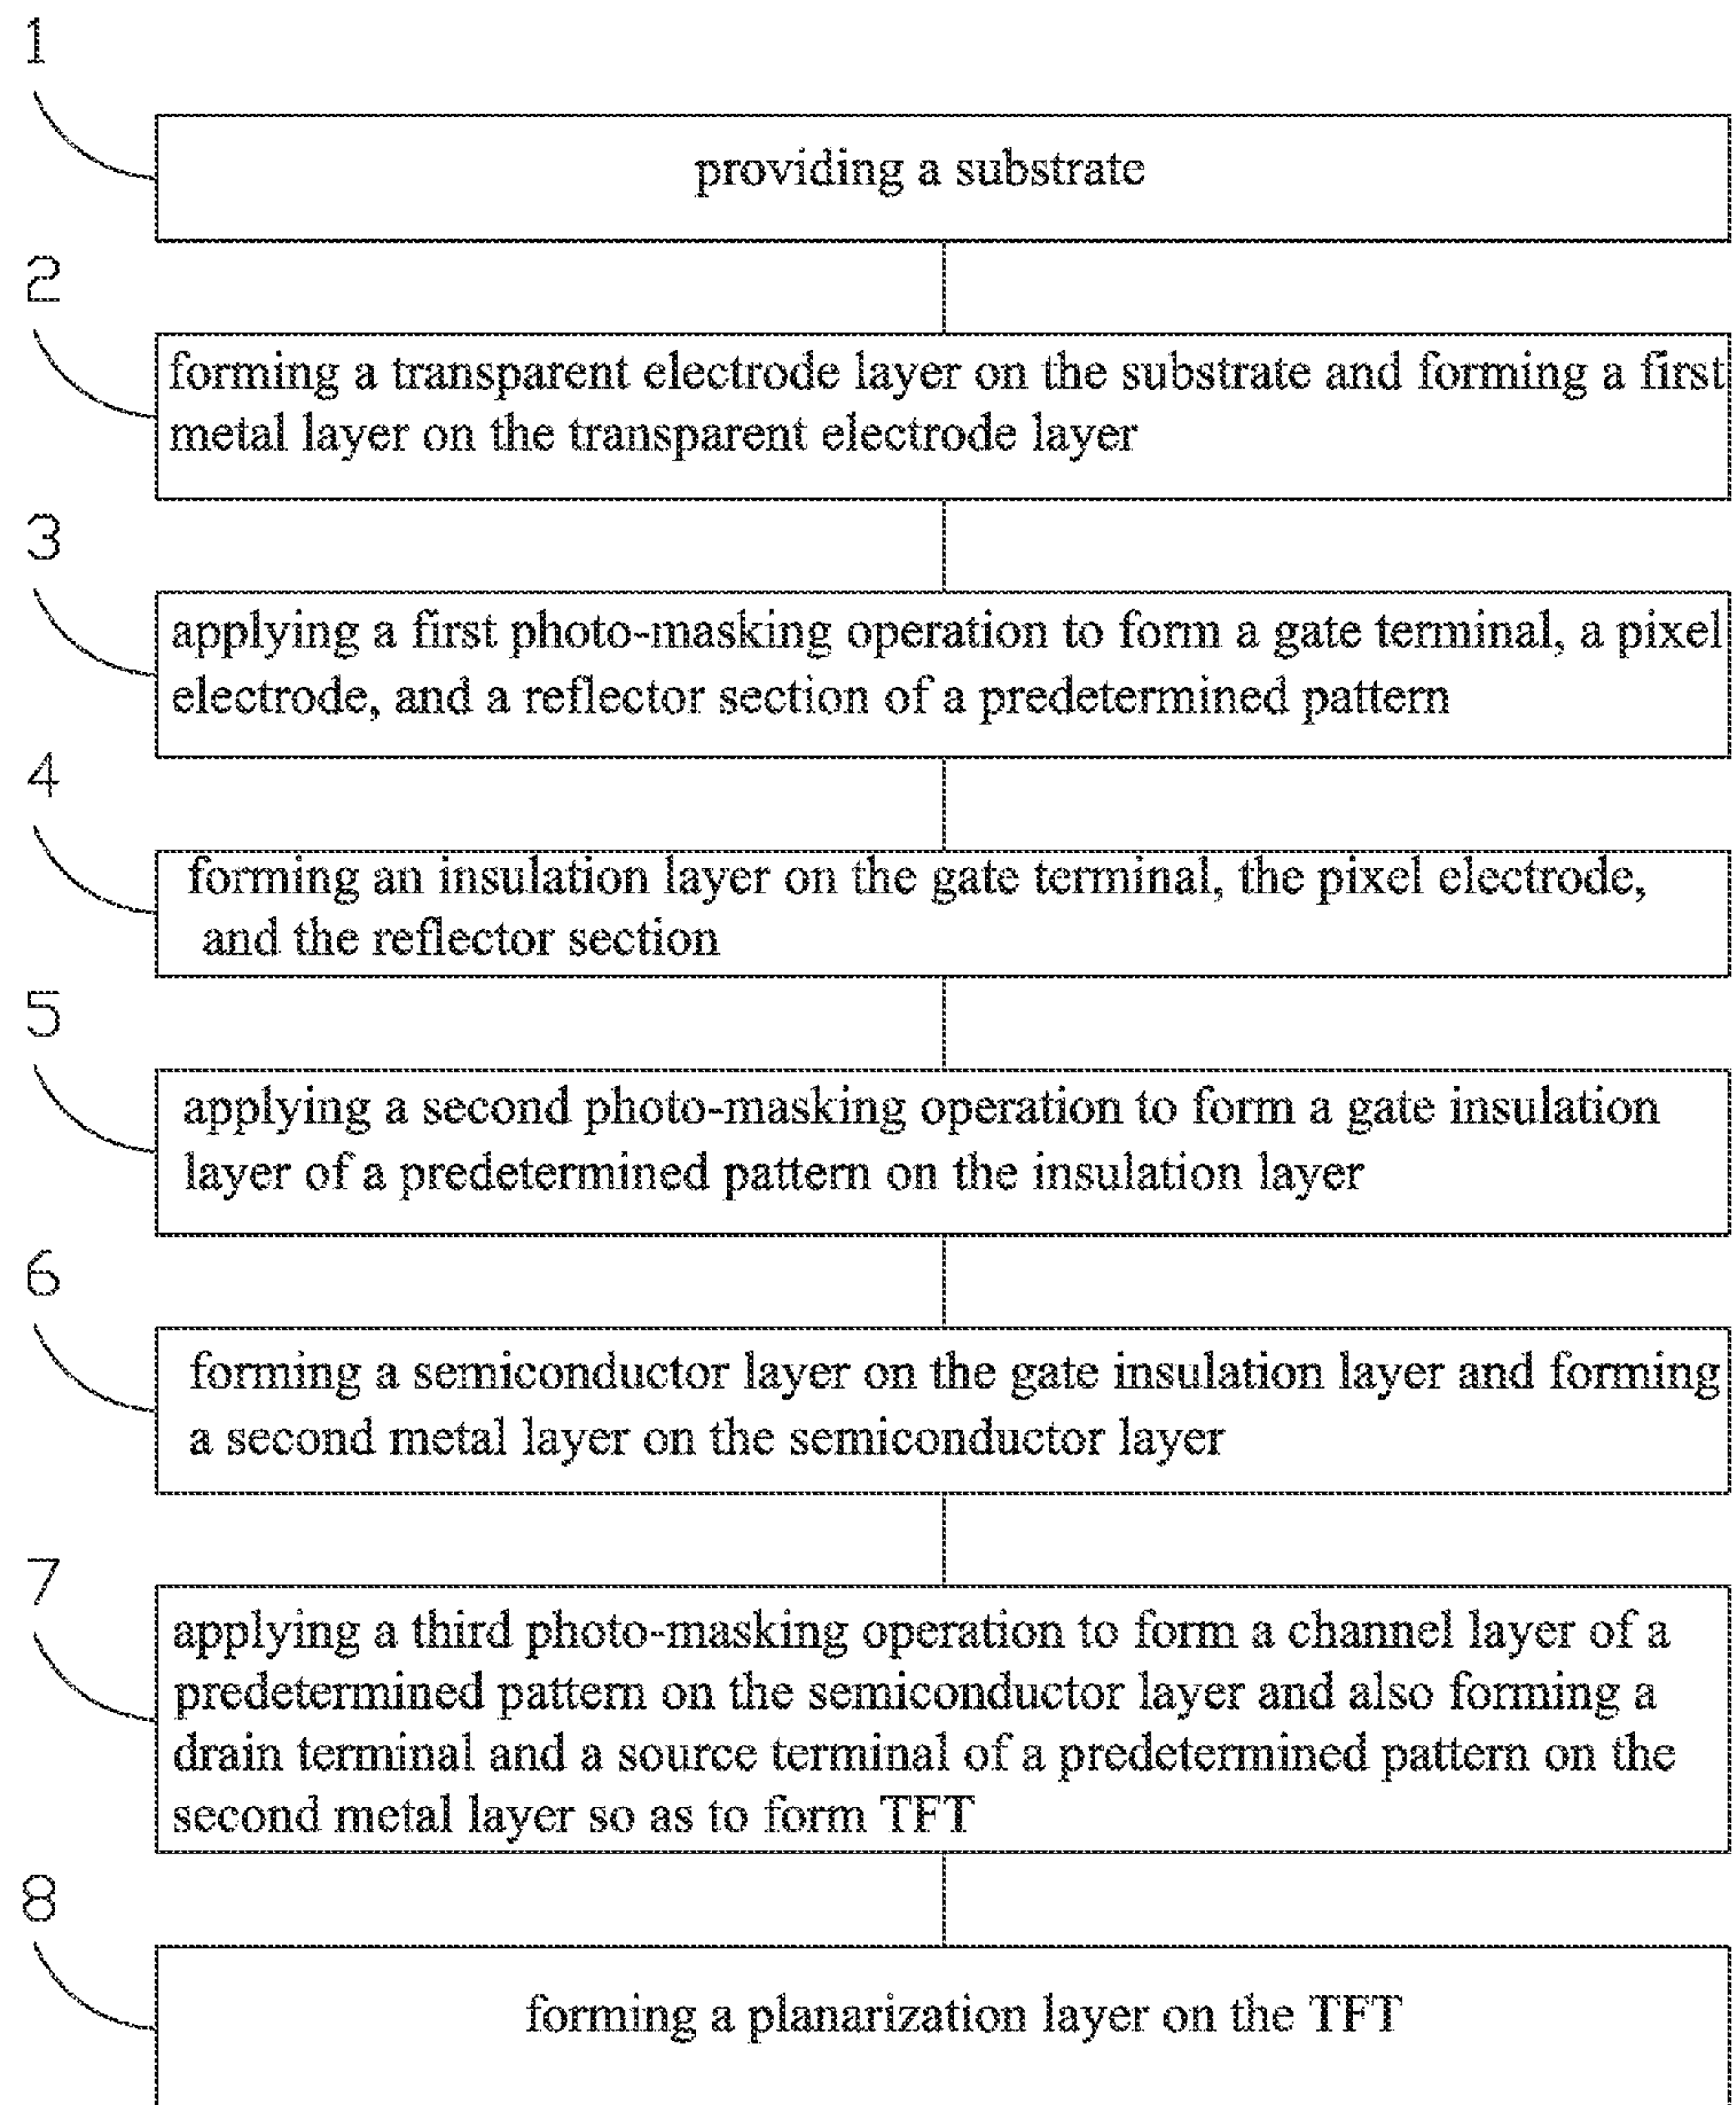 1
providing a substrate
2
forming a transparent electrode layer on the substrate and forming a first
metal layer on the transparent electrode layer
3
applying a first photo-masking operation to form a gate terminal, a pixel
electrode, and a reflector section of a predetermined pattern
4
forming an insulation layer on the gate terminal, the pixel electrode,
and the reflector section
5
applying a second photo-masking operation to form a gate insulation
layer of a predetermined pattern on the insulation layer
6
forming a semiconductor layer on the gate insulation layer and forming
a second metal layer on the semiconductor layer
7
applying a third photo-masking operation to form a channel layer of a
predetermined pattern on the semiconductor layer and also forming a
drain terminal and a source terminal of a predetermined pattern on the
second metal layer so as to form TFT
8
forming a planarization layer on the TFT